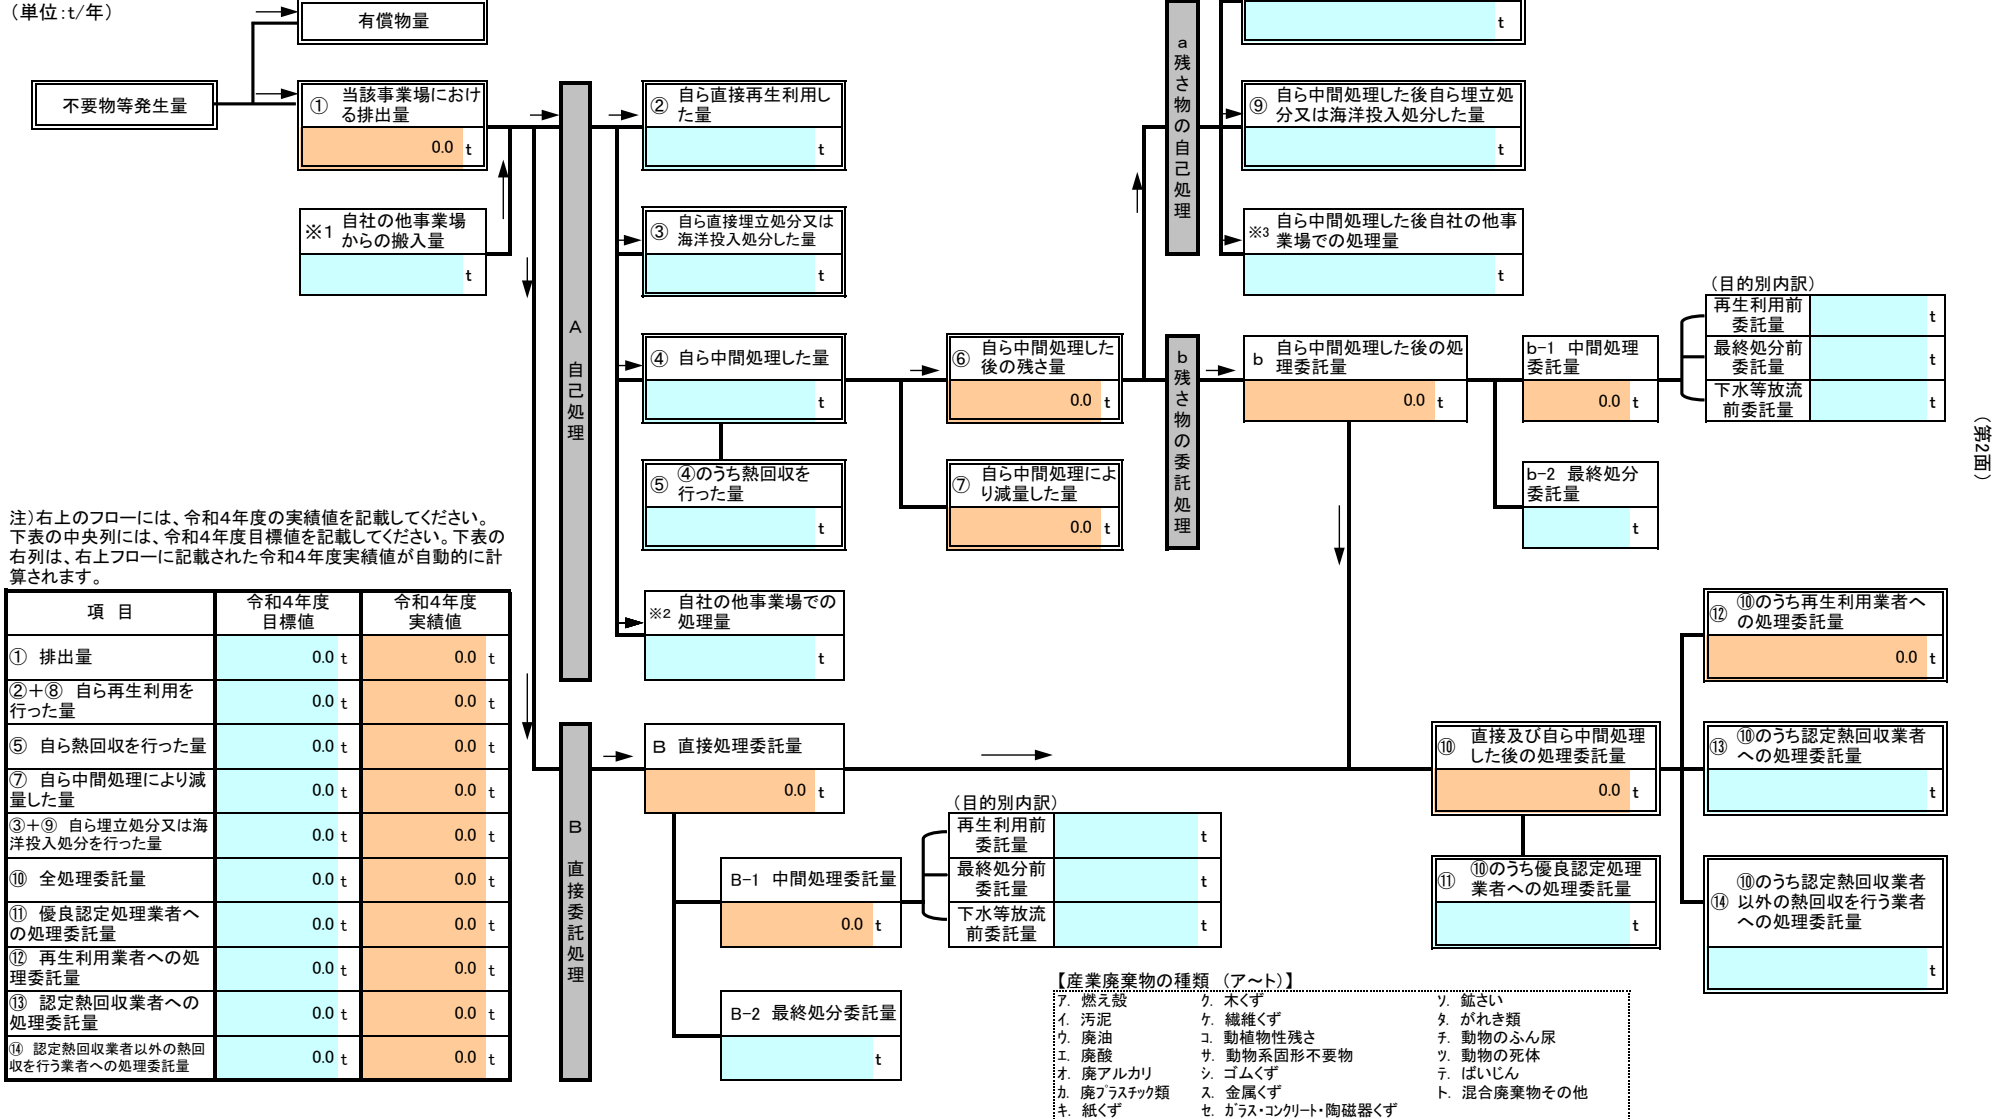 （単位：t/年）
有償物量
不要物等発生量
① 当該事業場におけ
る排出量
0.0 t
※1 自社の他事業場
からの搬入量
t
A 自己処理
② 自ら直接再生利用し
た量
t
③ 自ら直接埋立処分又は
海洋投入処分した量
t
④ 自ら中間処理した量
t
⑤ ④のうち熱回収を
行った量
t
※2 自社の他事業場での
処理量
t
⑥ 自ら中間処理した
後の残さ量
0.0 t
⑦ 自ら中間処理によ
り減量した量
0.0 t
a 残さ物の自己処理
t
⑨ 自ら中間処理した後自ら埋立処
分又は海洋投入処分した量
t
※3 自ら中間処理した後自社の他事
業場での処理量
t
b 残さ物の委託処理
b 自ら中間処理した後の処
理委託量
0.0 t
b-1 中間処理
委託量
0.0 t
b-2 最終処分
委託量
t
（目的別内訳）
再生利用前
委託量
t
最終処分前
委託量
t
下水等放流
前委託量
t
（第2面）
注）右上のフローには、令和4年度の実績値を記載してください。
下表の中央列には、令和4年度目標値を記載してください。下表の
右列は、右上フローに記載された令和4年度実績値が自動的に計
算されます。
項 目 令和4年度 令和4年度
目標値 実績値
① 排出量 0.0 t 0.0 t
②＋⑧ 自ら再生利用を
行った量 0.0 t 0.0 t
⑤ 自ら熱回収を行った量 0.0 t 0.0 t
⑦ 自ら中間処理により減
量した量 0.0 t 0.0 t
③＋⑨ 自ら埋立処分又は海
洋投入処分を行った量 0.0 t 0.0 t
⑩ 全処理委託量 0.0 t 0.0 t
⑪ 優良認定処理業者へ
の処理委託量 0.0 t 0.0 t
⑫ 再生利用業者への処
理委託量 0.0 t 0.0 t
⑬ 認定熱回収業者への
処理委託量 0.0 t 0.0 t
⑭ 認定熱回収業者以外の熱回
収を行う業者への処理委託量 0.0 t 0.0 t
B 直接委託処理
B 直接処理委託量
0.0 t
B-1 中間処理委託量
0.0 t
B-2 最終処分委託量
t
（目的別内訳）
再生利用前
委託量
t
最終処分前
委託量
t
下水等放流
前委託量
t
⑩ 直接及び自ら中間処理
した後の処理委託量
0.0 t
⑪ ⑩のうち優良認定処理
業者への処理委託量
t
⑫ ⑩のうち再生利用業者へ
の処理委託量
0.0 t
⑬ ⑩のうち認定熱回収業者
への処理委託量
t
⑩のうち認定熱回収業者
⑭ 以外の熱回収を行う業者
への処理委託量
t
【産業廃棄物の種類 （ア～ト）】
ア. 燃え殻 ク. 木くず ソ. 鉱さい
イ. 汚泥 ケ. 繊維くず タ. がれき類
ウ. 廃油 コ. 動植物性残さ チ. 動物のふん尿
エ. 廃酸 サ. 動物系固形不要物 ツ. 動物の死体
オ. 廃アルカリ シ. ゴムくず テ. ばいじん
カ. 廃プラスチック類 ス. 金属くず ト. 混合廃棄物その他
キ. 紙くず セ. ガラス・コンクリート・陶磁器くず